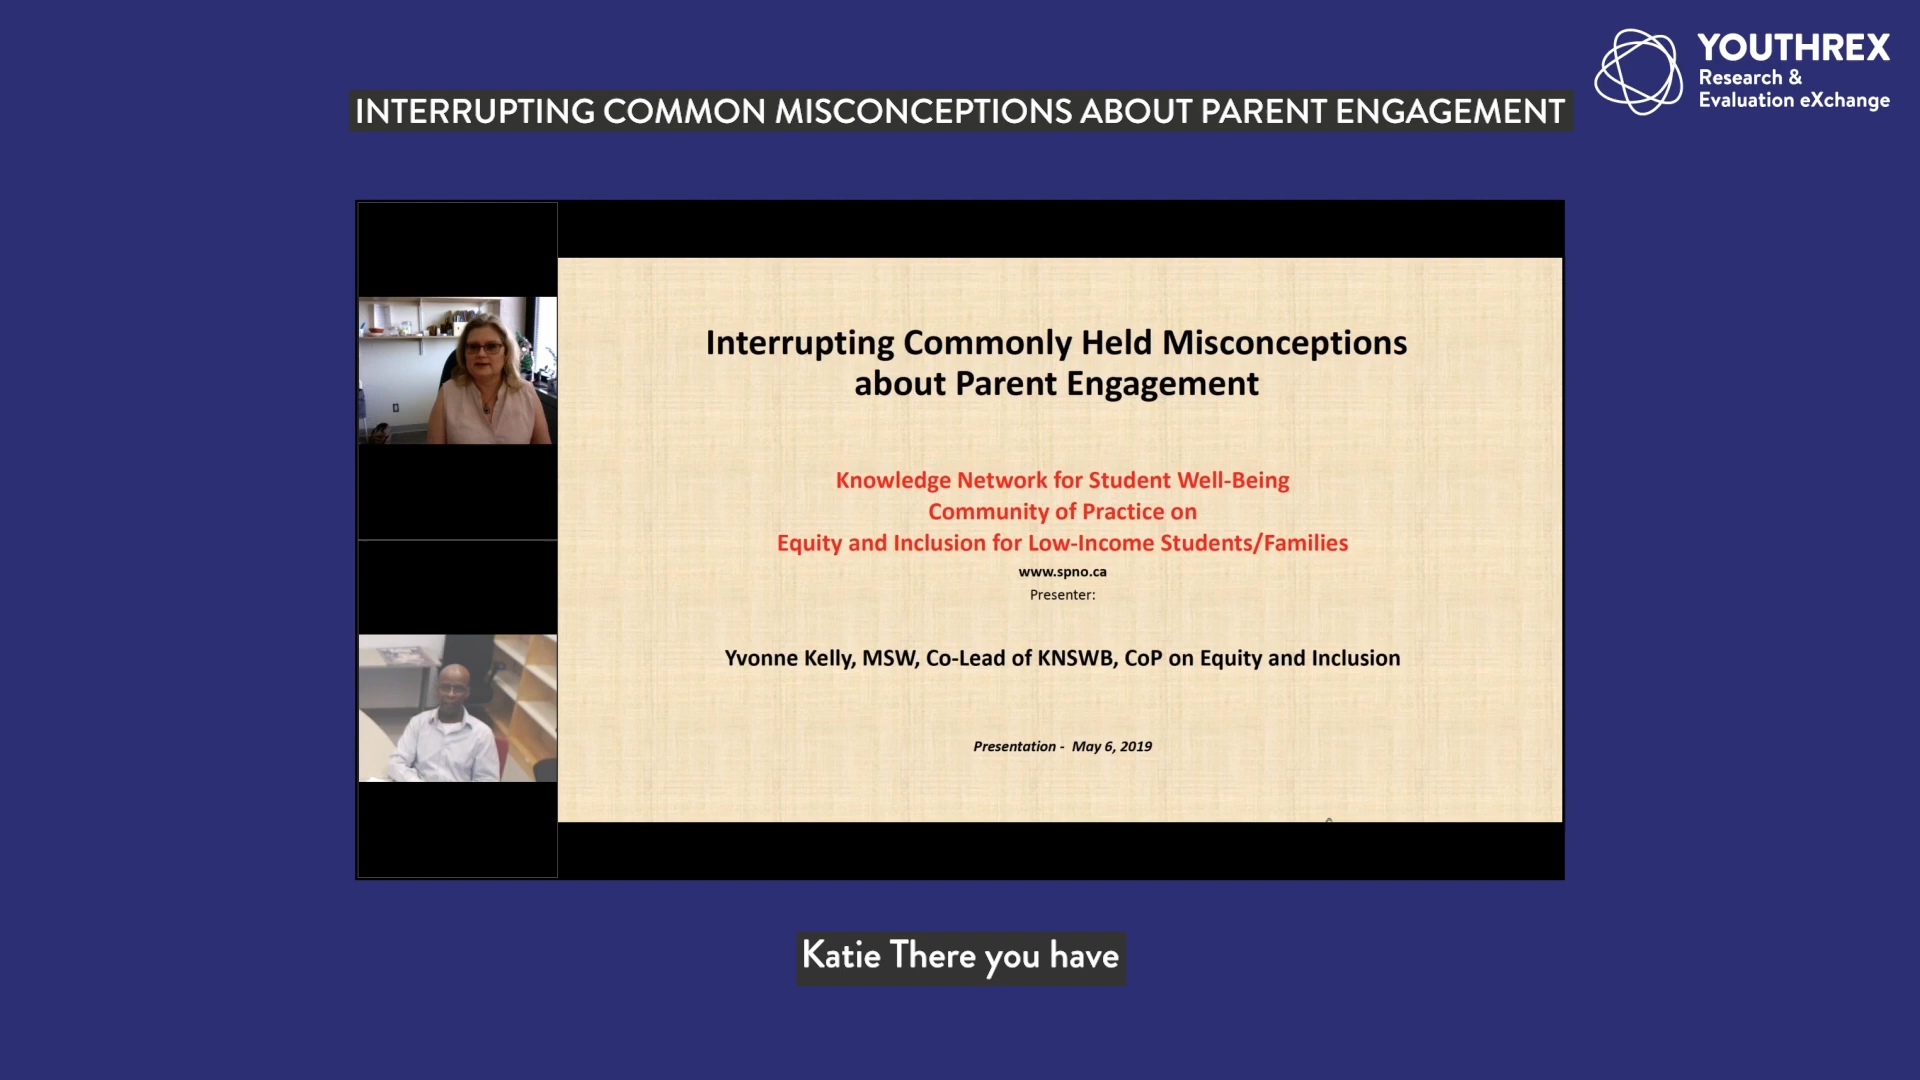 YOUTHREX
Research &
Evaluation eXchange
INTERRUPTING COMMON MISCONCEPTIONS ABOUT PARENT ENGAGEMENT
Interrupting Commonly Held Misconceptions
about Parent Engagement
Knowledge Network for Student Well-Being
Community of Practice on
Equity and Inclusion for Low-Income Students/Families
www.spno.ca
Presenter:
Yvonne Kelly, MSW, Co-Lead of KNSWB, CoP on Equity and Inclusion
Presentation - May 6, 2019
Katie There you have